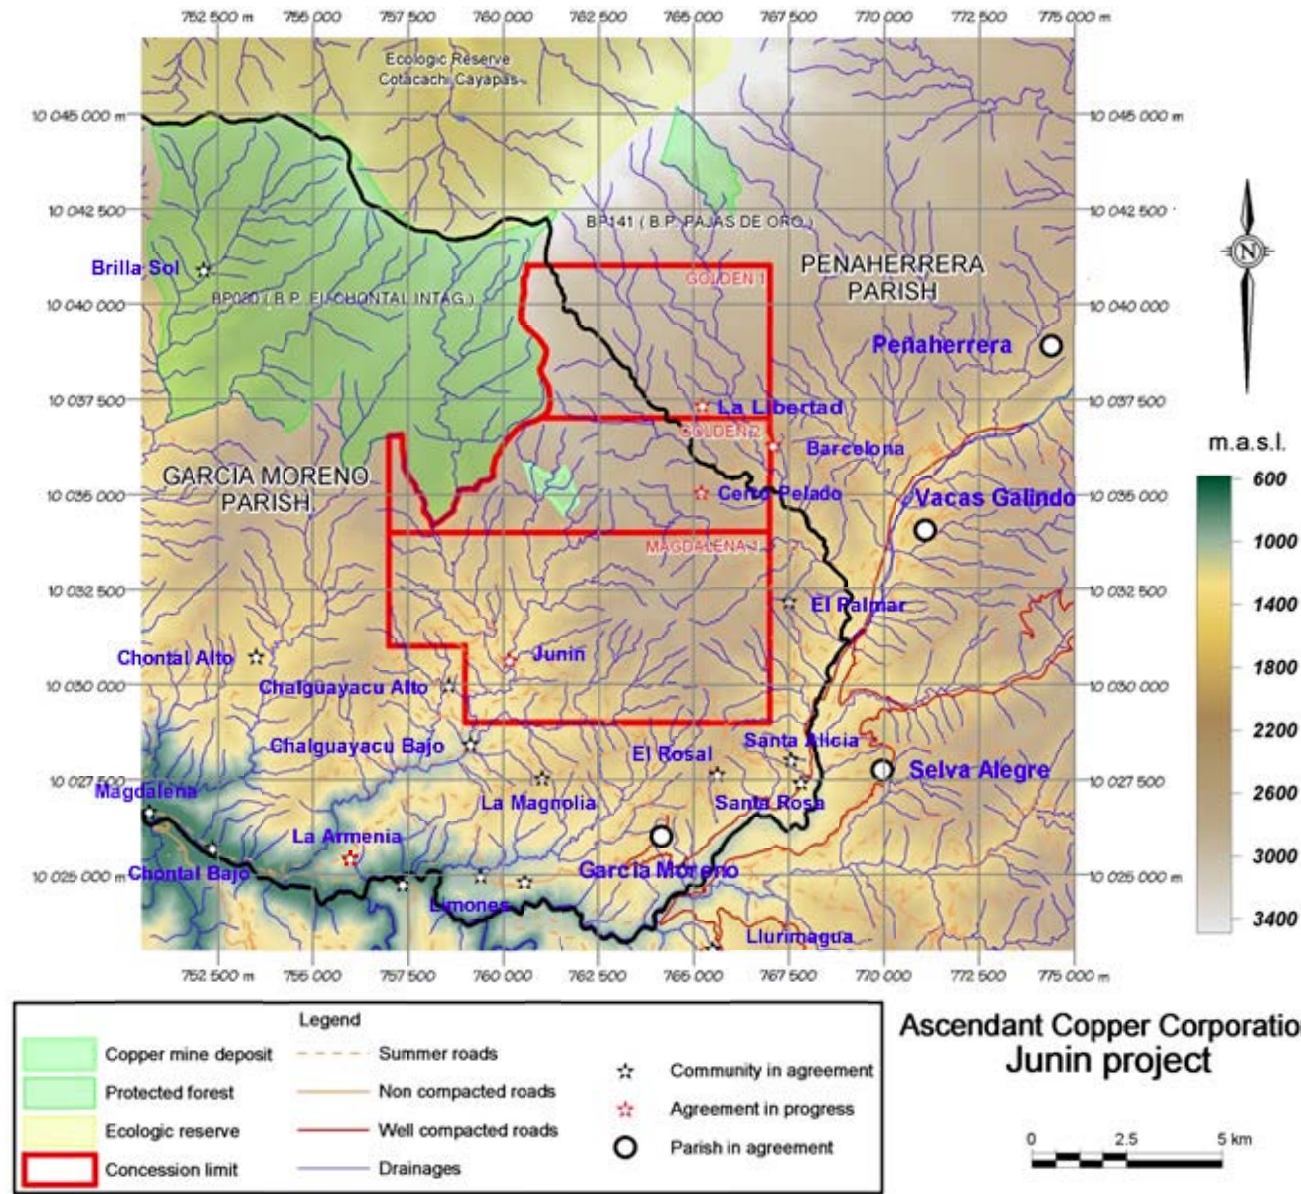 752 500 m 755 000 757 500 760 000 762 500 765 000 767 500 770 000 772 500 775 000 m
Ecologic Reserve
Cotacachi Cayapas
10 045 000 m 10 045 000 m
10 042 500 10 042 500
BP141 ( B.P. PAJAS DE ORO )
PEÑAHERRERA
PARISH
Brilla Sol
GOLDEN 1
BP080 ( B.P. EL CHONTAL INTAG.)
10 040 000 10 040 000
Peñaherrera
10 037 500 10 037 500
La Libertad
GOLDEN 2
Barcelona
GARCIA MORENO
PARISH
m.a.s.l.
10 035 000 10 035 000
Cerro Pelado
Vacas Galindo
MAGDALENA 1
10 032 500 10 032 500
El Palmar
Chontal Alto
Junin
Chalguayacu Alto
10 030 000 10 030 000
Chalguayacu Bajo
El Rosal
Santa Alicia
10 027 500 10 027 500
Selva Alegre
Magdalena
La Magnolia
Santa Rosa
La Armenia
Chontal Bajo
Garcia Moreno
10 025 000 m 10 025 000 m
Limones
Llurimagua
752 500 m 755 000 757 500 760 000 762 500 765 000 767 500 770 000 772 500 775 000 m
N
600
1000
1400
1800
2200
2600
3000
3400
Legend
Copper mine deposit
Protected forest
Ecologic reserve
Concession limit
Summer roads
Non compacted roads
Well compacted roads
Drainages
Community in agreement
Agreement in progress
Parish in agreement
Ascendant Copper Corporatio
Junin project
0 2.5 5 km